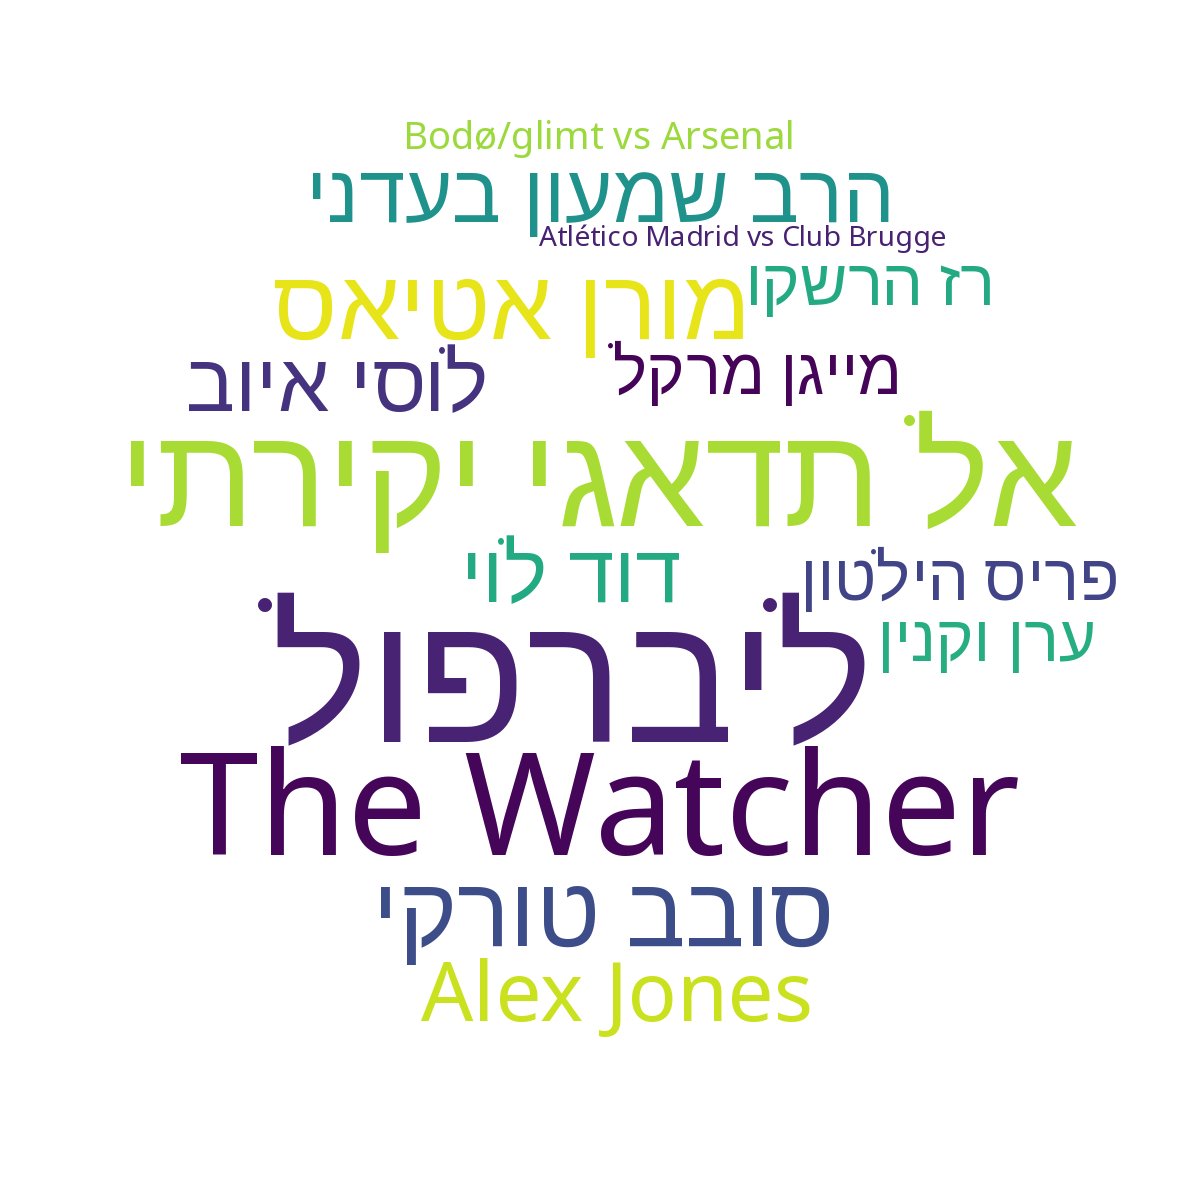 Bodø/glimt vs Arsenal
הרב שמעון בעדני
Atlético Madrid vs Club Brugge
רז הרשקו
מורן אטיאס
מייגן מרקל
לוסי איוב
אל תדאגי יקירתי
דוד לוי
פריס הילטון
ערן וקנין
ליברפול
The Watcher
סובב טורקי
Alex Jones